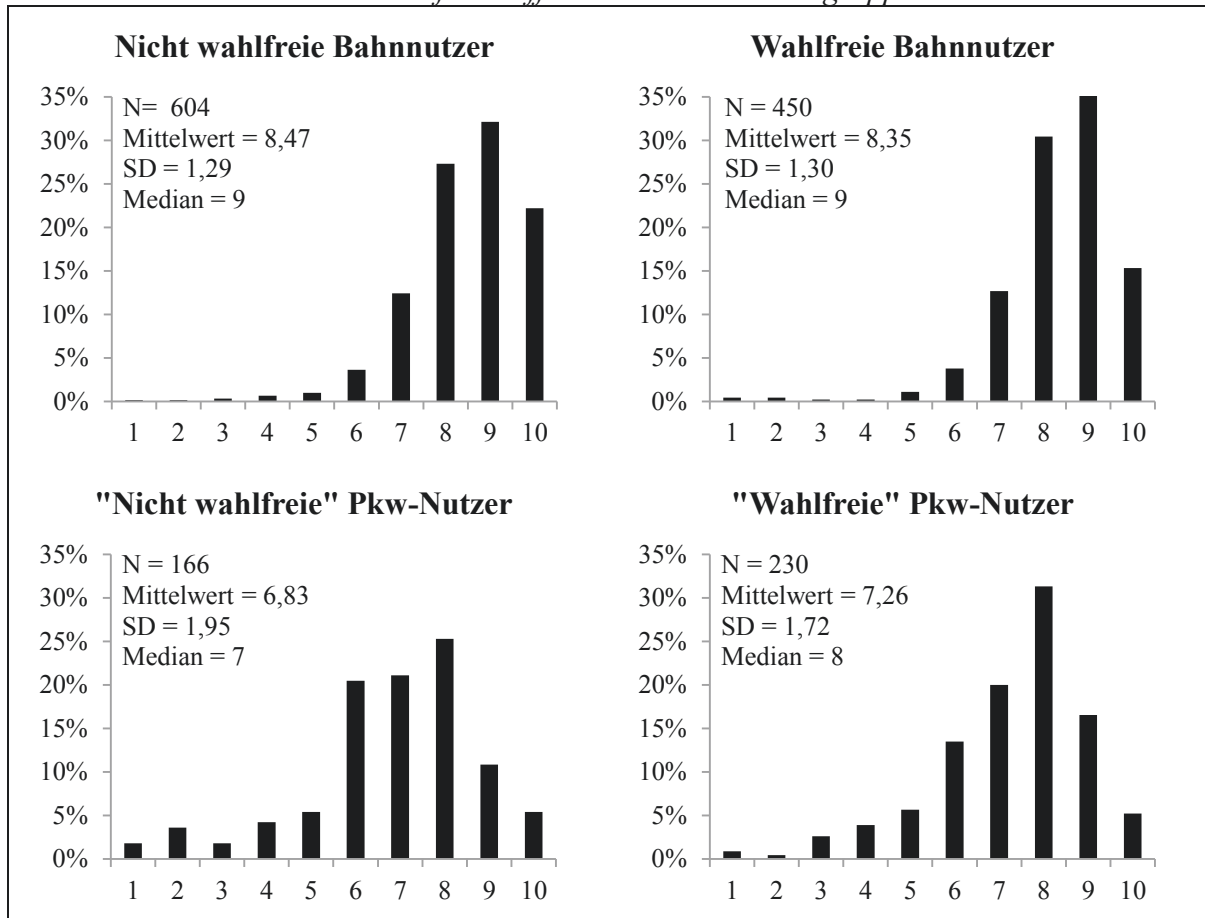 Nicht wahlfreie Bahnnutzer
35%
30%
25%
20%
15%
10%
5%
0%
N= 604
Mittelwert = 8,47
SD = 1,29
Median = 9
1 2 3 4 5 6 7 8 9 10
Wahlfreie Bahnnutzer
35%
30%
25%
20%
15%
10%
5%
0%
N = 450
Mittelwert = 8,35
SD = 1,30
Median = 9
1 2 3 4 5 6 7 8 9 10
"Nicht wahlfreie" Pkw-Nutzer
35%
30%
25%
20%
15%
10%
5%
0%
N = 166
Mittelwert = 6,83
SD = 1,95
Median = 7
1 2 3 4 5 6 7 8 9 10
"Wahlfreie" Pkw-Nutzer
35%
30%
25%
20%
15%
10%
5%
0%
N = 230
Mittelwert = 7,26
SD = 1,72
Median = 8
1 2 3 4 5 6 7 8 9 10